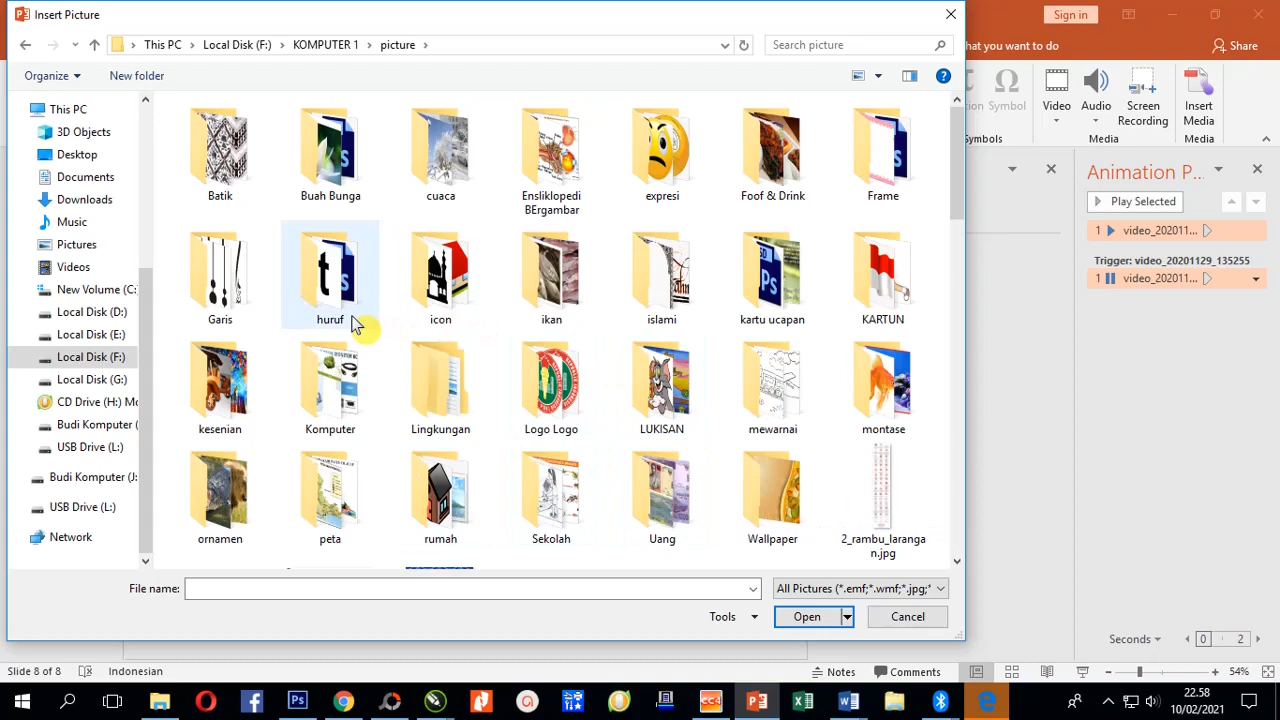 Insert Picture
Sign in
This PC
Local Disk (F:)
KOMPUTER 1
picture
Search picture
hat you want to do
Share
Organize
New folder
This PC
3D Objects
Desktop
Documents
Downloads
Music
Pictures
Videos
New Volume (C:
Local Disk (D:)
Local Disk (E:)
Local Disk (F:)
Local Disk (G:)
CD Drive (H:) Mo
Budi Komputer (
USB Drive (L:)
Budi Komputer (J:
USB Drive (L:)
Network
Batik
Buah Bunga
cuaca
Ensliklopedi
BErgambar
expresi
Foof & Drink
Frame
Garis
huruf
icon
ikan
islami
kartu ucapan
KARTUN
kesenian
Komputer
Lingkungan
Logo Logo
LUKISAN
mewarnai
montase
ornamen
peta
rumah
Sekolah
Uang
Wallpaper
2_rambu_laranga
n.jpg
File name:
All Pictures (*.emf;*.wmf;*.jpg;*
Tools
Open
Cancel
ion
Symbol
Video
Audio
Screen
Recording
Insert
Media
ymbols
Media
Media
Animation P...
Play Selected
1
video_202011...
Trigger: video_20201129_135255
1
video_202011...
Seconds
0
2
Slide 8 of 8
Indonesian
Notes
Comments
54%
22.58
10/02/2021